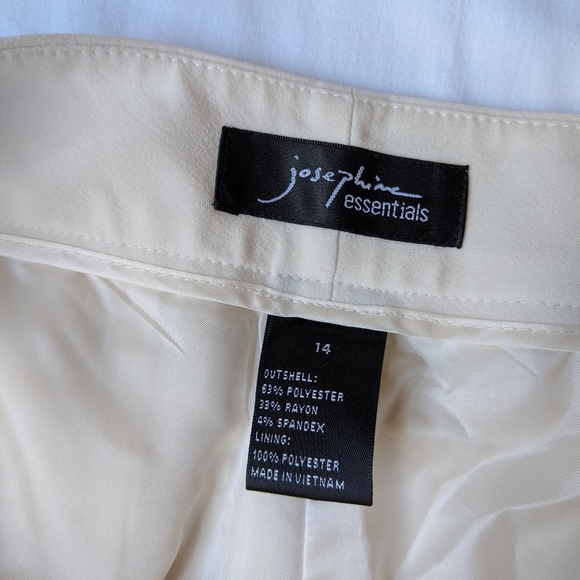 josephine
essentials
14
OUTSHELL:
63% POLYESTER
33% RAYON
4% SPANDEX
LINING:
100% POLYESTER
MADE IN VIETNAM